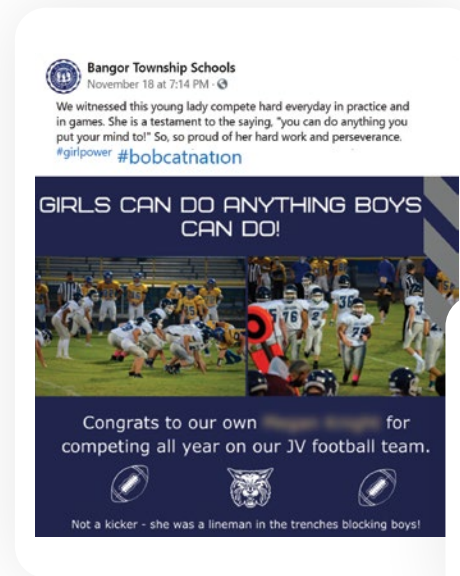 Bangor Township Schools
November 18 at 7:14 PM ·
We witnessed this young lady compete hard everyday in practice and
in games. She is a testament to the saying, "you can do anything you
put your mind to!" So, so proud of her hard work and perseverance.
#girlpower #bobcatnation
GIRLS CAN DO ANYTHING BOYS
CAN DO!
36
76
75
Congrats to our own for
competing all year on our JV football team.
Not a kicker - she was a lineman in the trenches blocking boys!